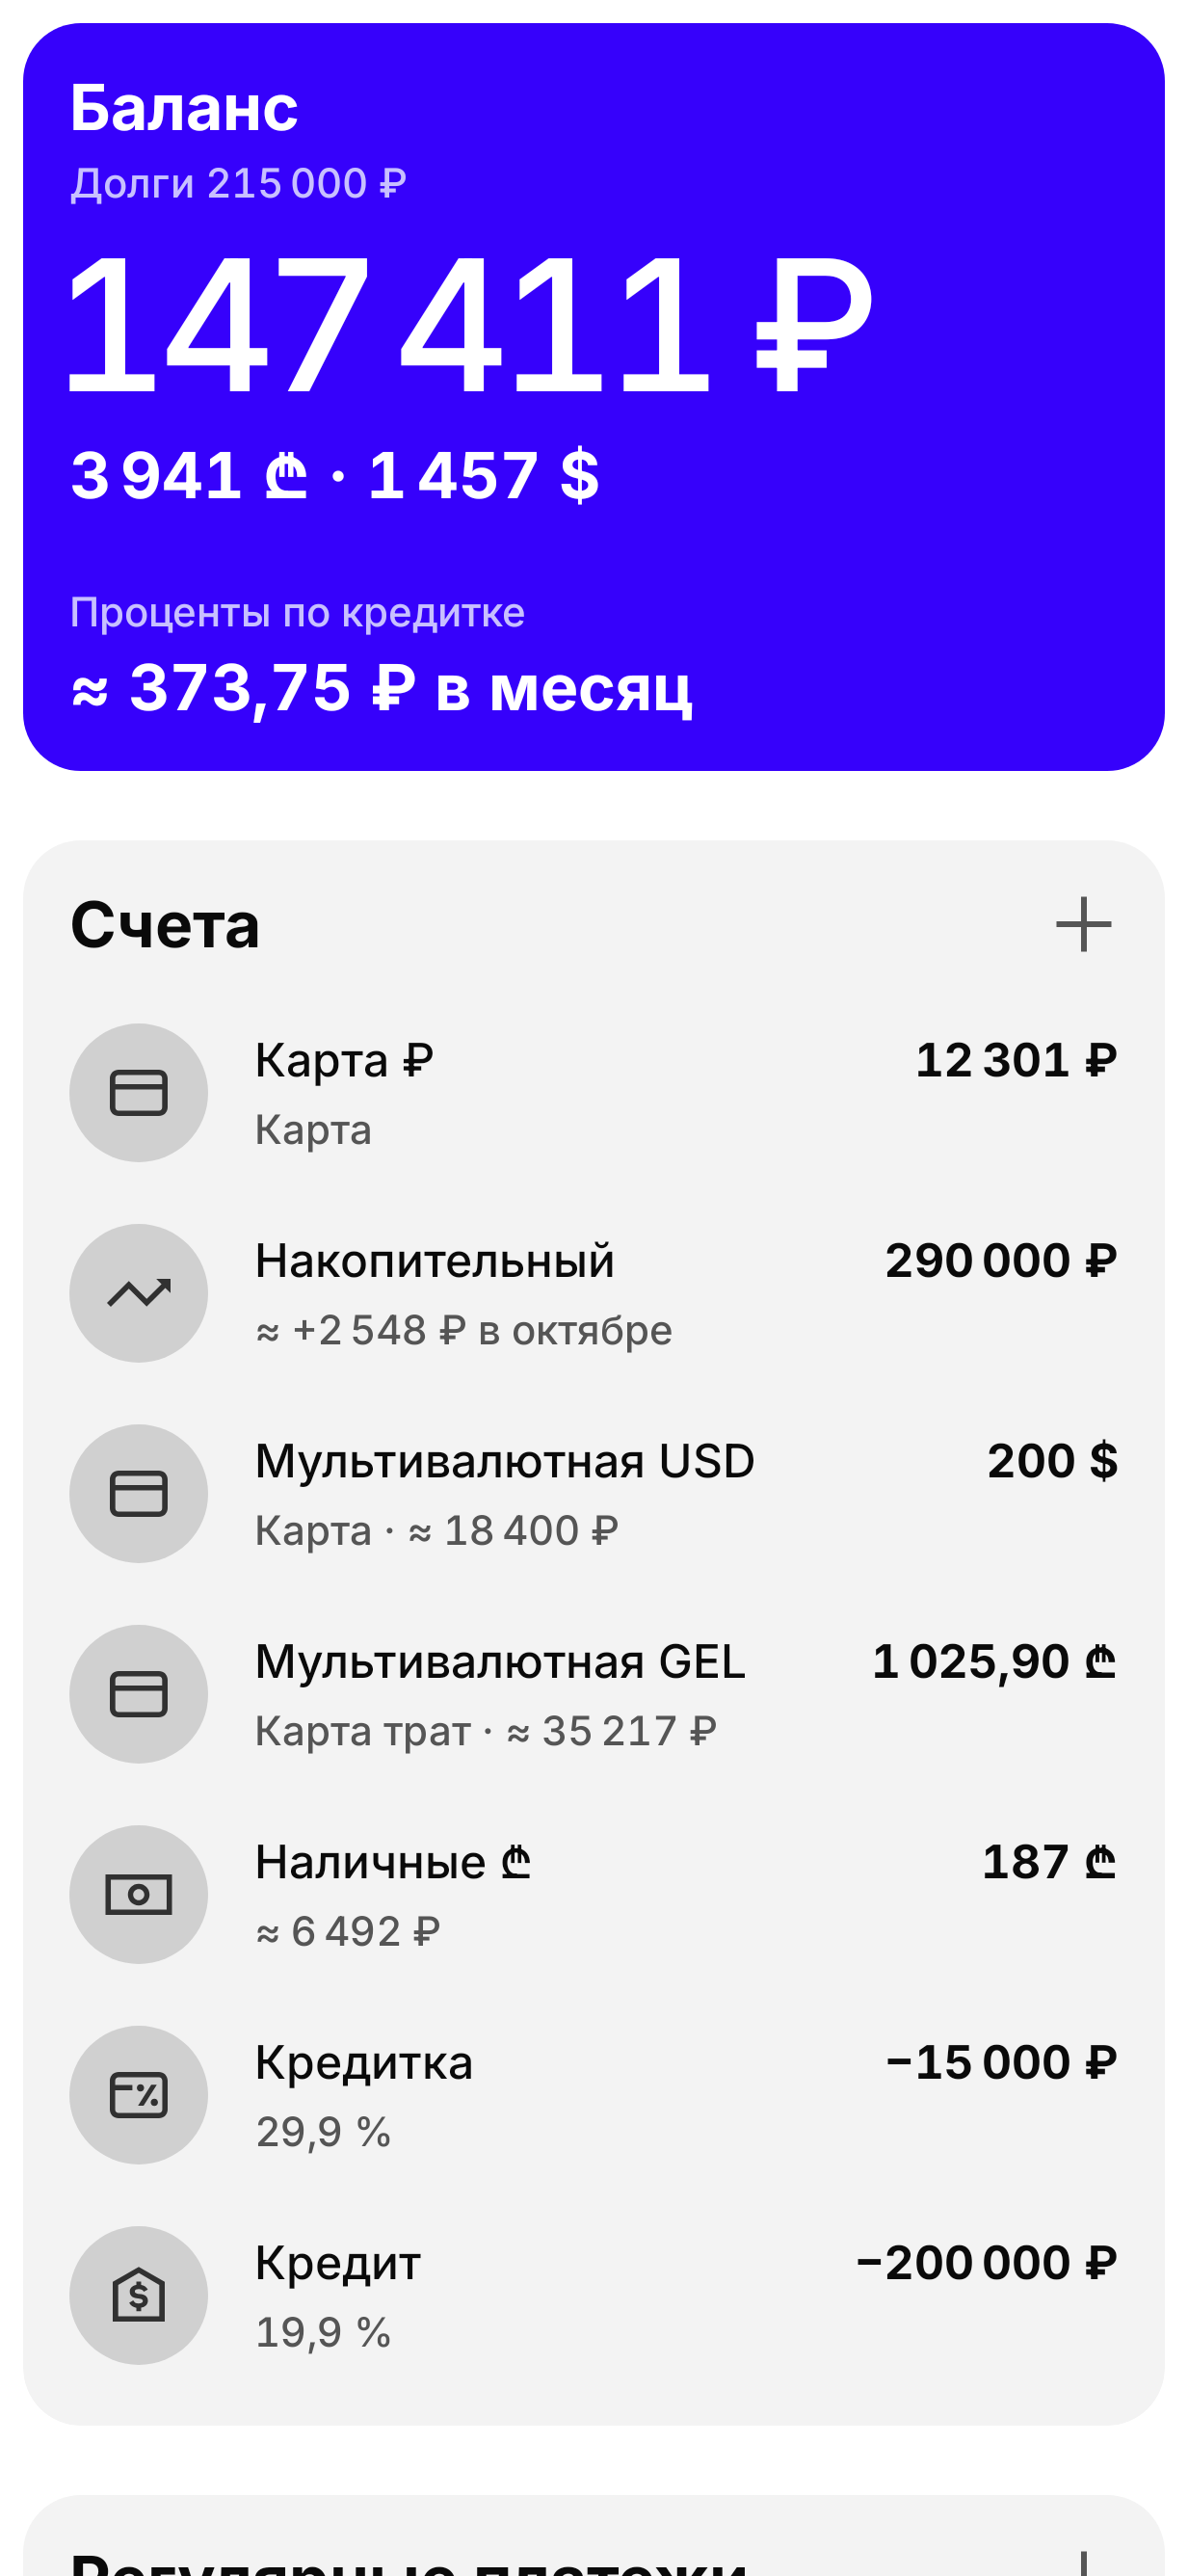 Баланс
Долги 215 000 ₽
147 411 ₽
3 941 ₾ · 1 457 $
Проценты по кредитке
≈ 373,75 ₽ в месяц
Счета
Карта ₽
12 301 ₽
Карта
Накопительный
290 000 ₽
≈ +2 548 ₽ в октябре
Мультивалютная USD
200 $
Карта · ≈ 18 400 ₽
Мультивалютная GEL
1 025,90 ₾
Карта трат · ≈ 35 217 ₽
Наличные ₾
187 ₾
≈ 6 492 ₽
Кредитка
−15 000 ₽
29,9 %
Кредит
−200 000 ₽
19,9 %
Регулярные платежи